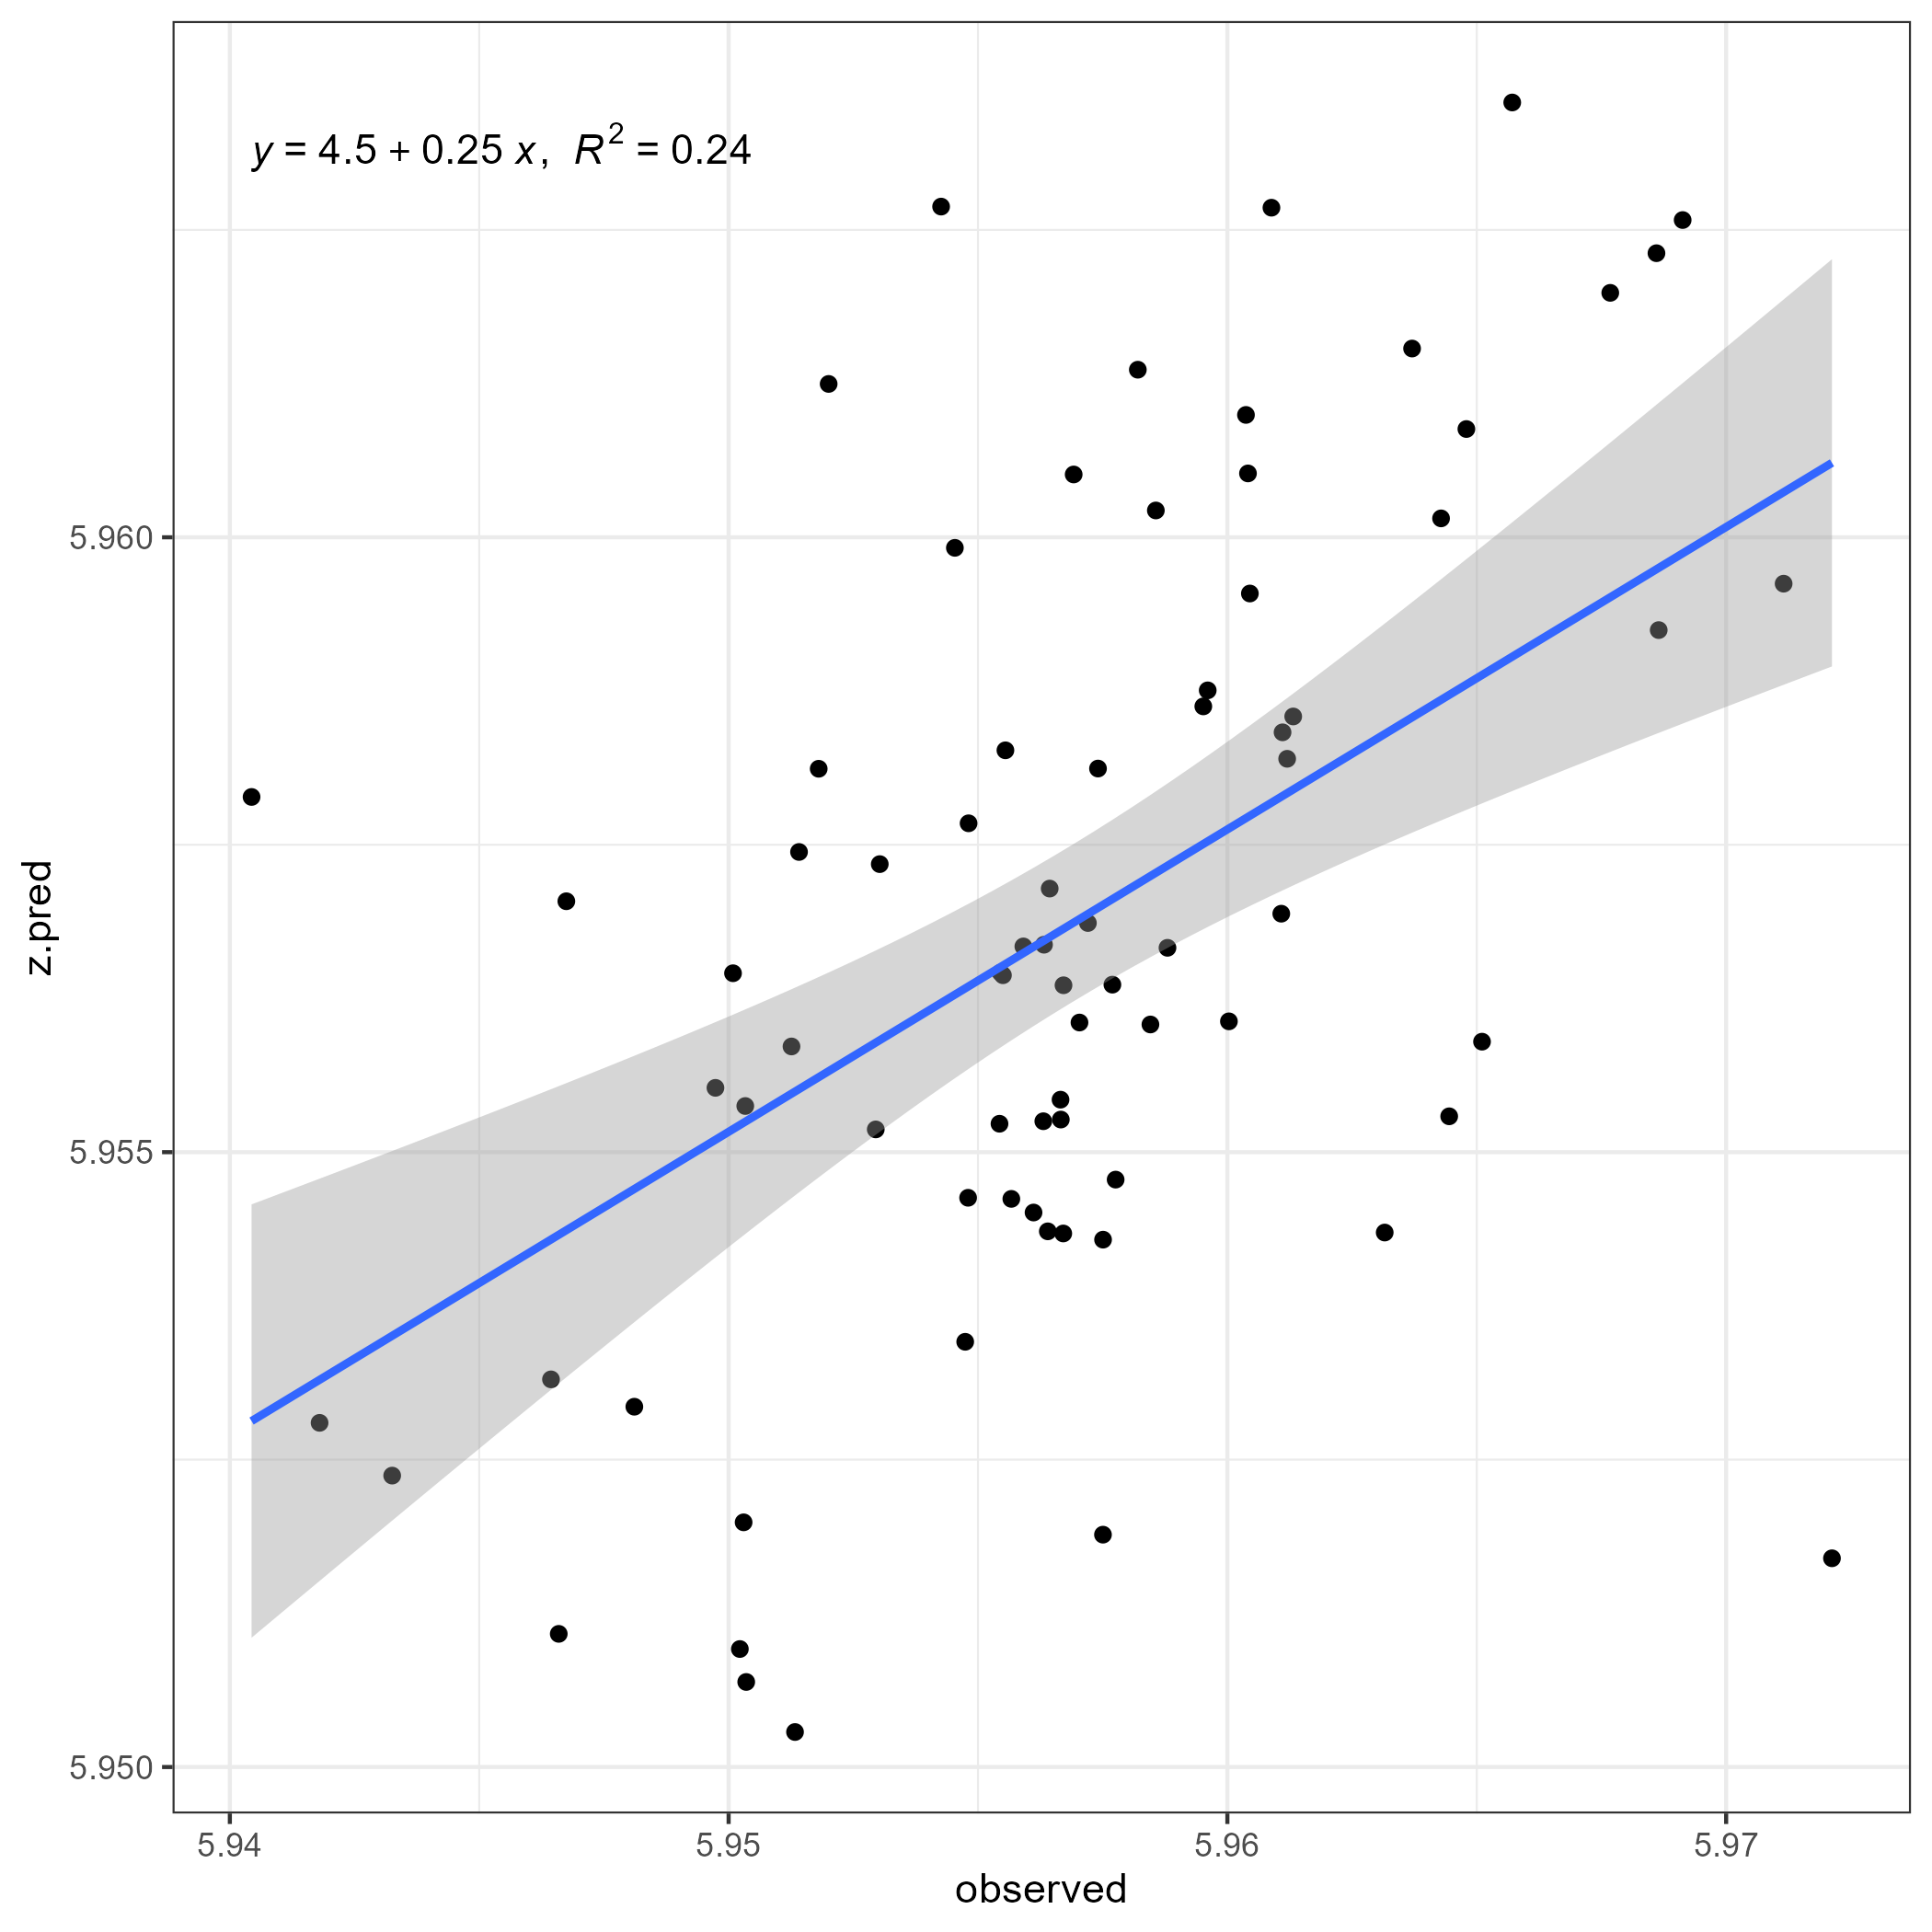 y = 4.5 + 0.25 x, R² = 0.24
z.pred
5.960
5.955
5.950
5.94 5.95 5.96 5.97
observed